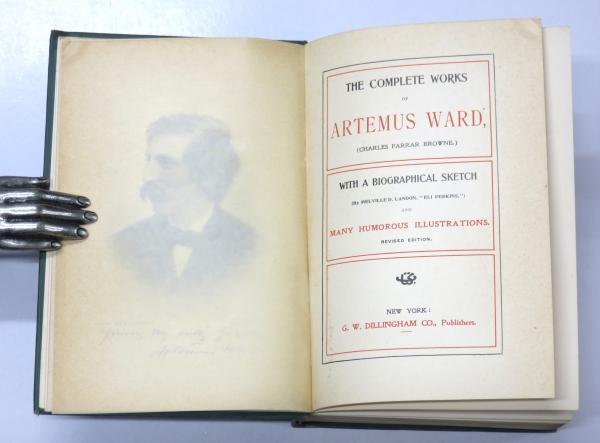 THE COMPLETE WORKS
OF
ARTEMUS WARD,
(CHARLES FARRAR BROWNE.)
WITH A BIOGRAPHICAL SKETCH
(By MELVILLE D. LANDON, "ELI PERKINS,")
AND
MANY HUMOROUS ILLUSTRATIONS.
REVISED EDITION.
NEW YORK:
G. W. DILLINGHAM CO., Publishers.